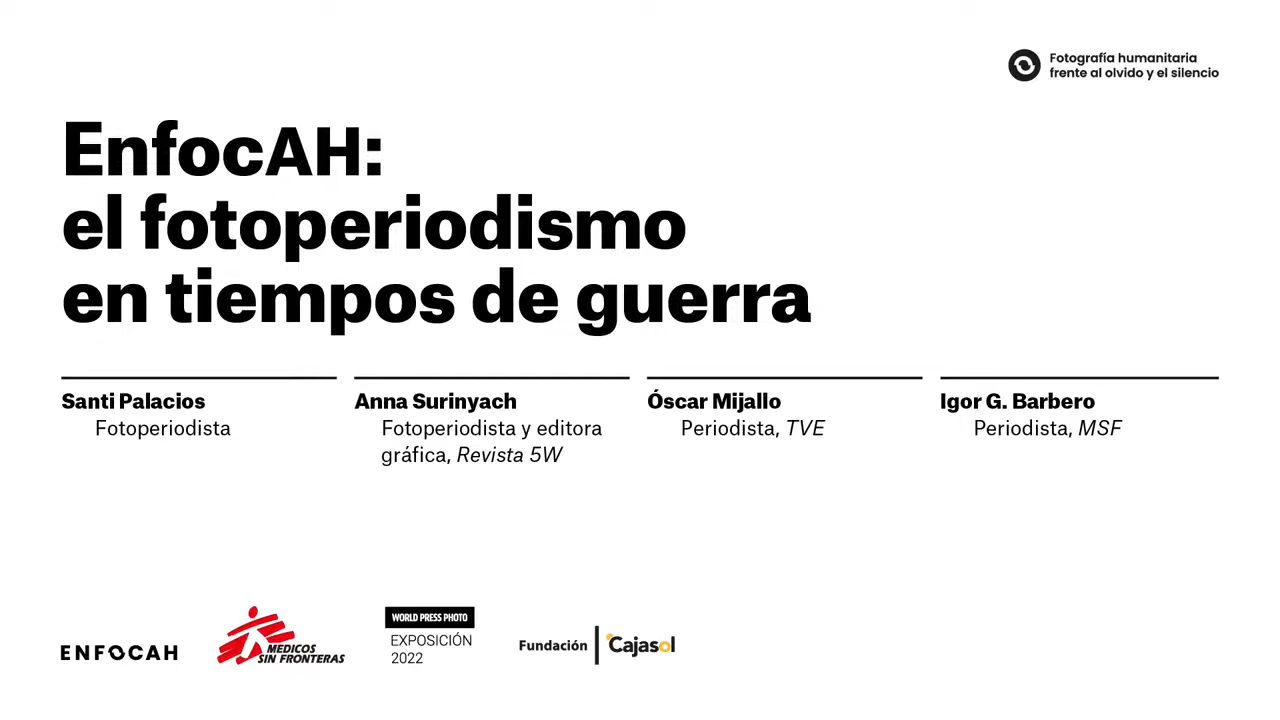 Fotografía humanitaria
frente al olvido y el silencio
EnfocAH:
el fotoperiodismo
en tiempos de guerra
Santi Palacios
Fotoperiodista
Anna Surinyach
Fotoperiodista y editora
gráfica, Revista 5W
Óscar Mijallo
Periodista, TVE
Igor G. Barbero
Periodista, MSF
ENFOCAH
MEDICOS
SIN FRONTERAS
WORLD PRESS PHOTO
EXPOSICIÓN
2022
Fundación
Cajasol